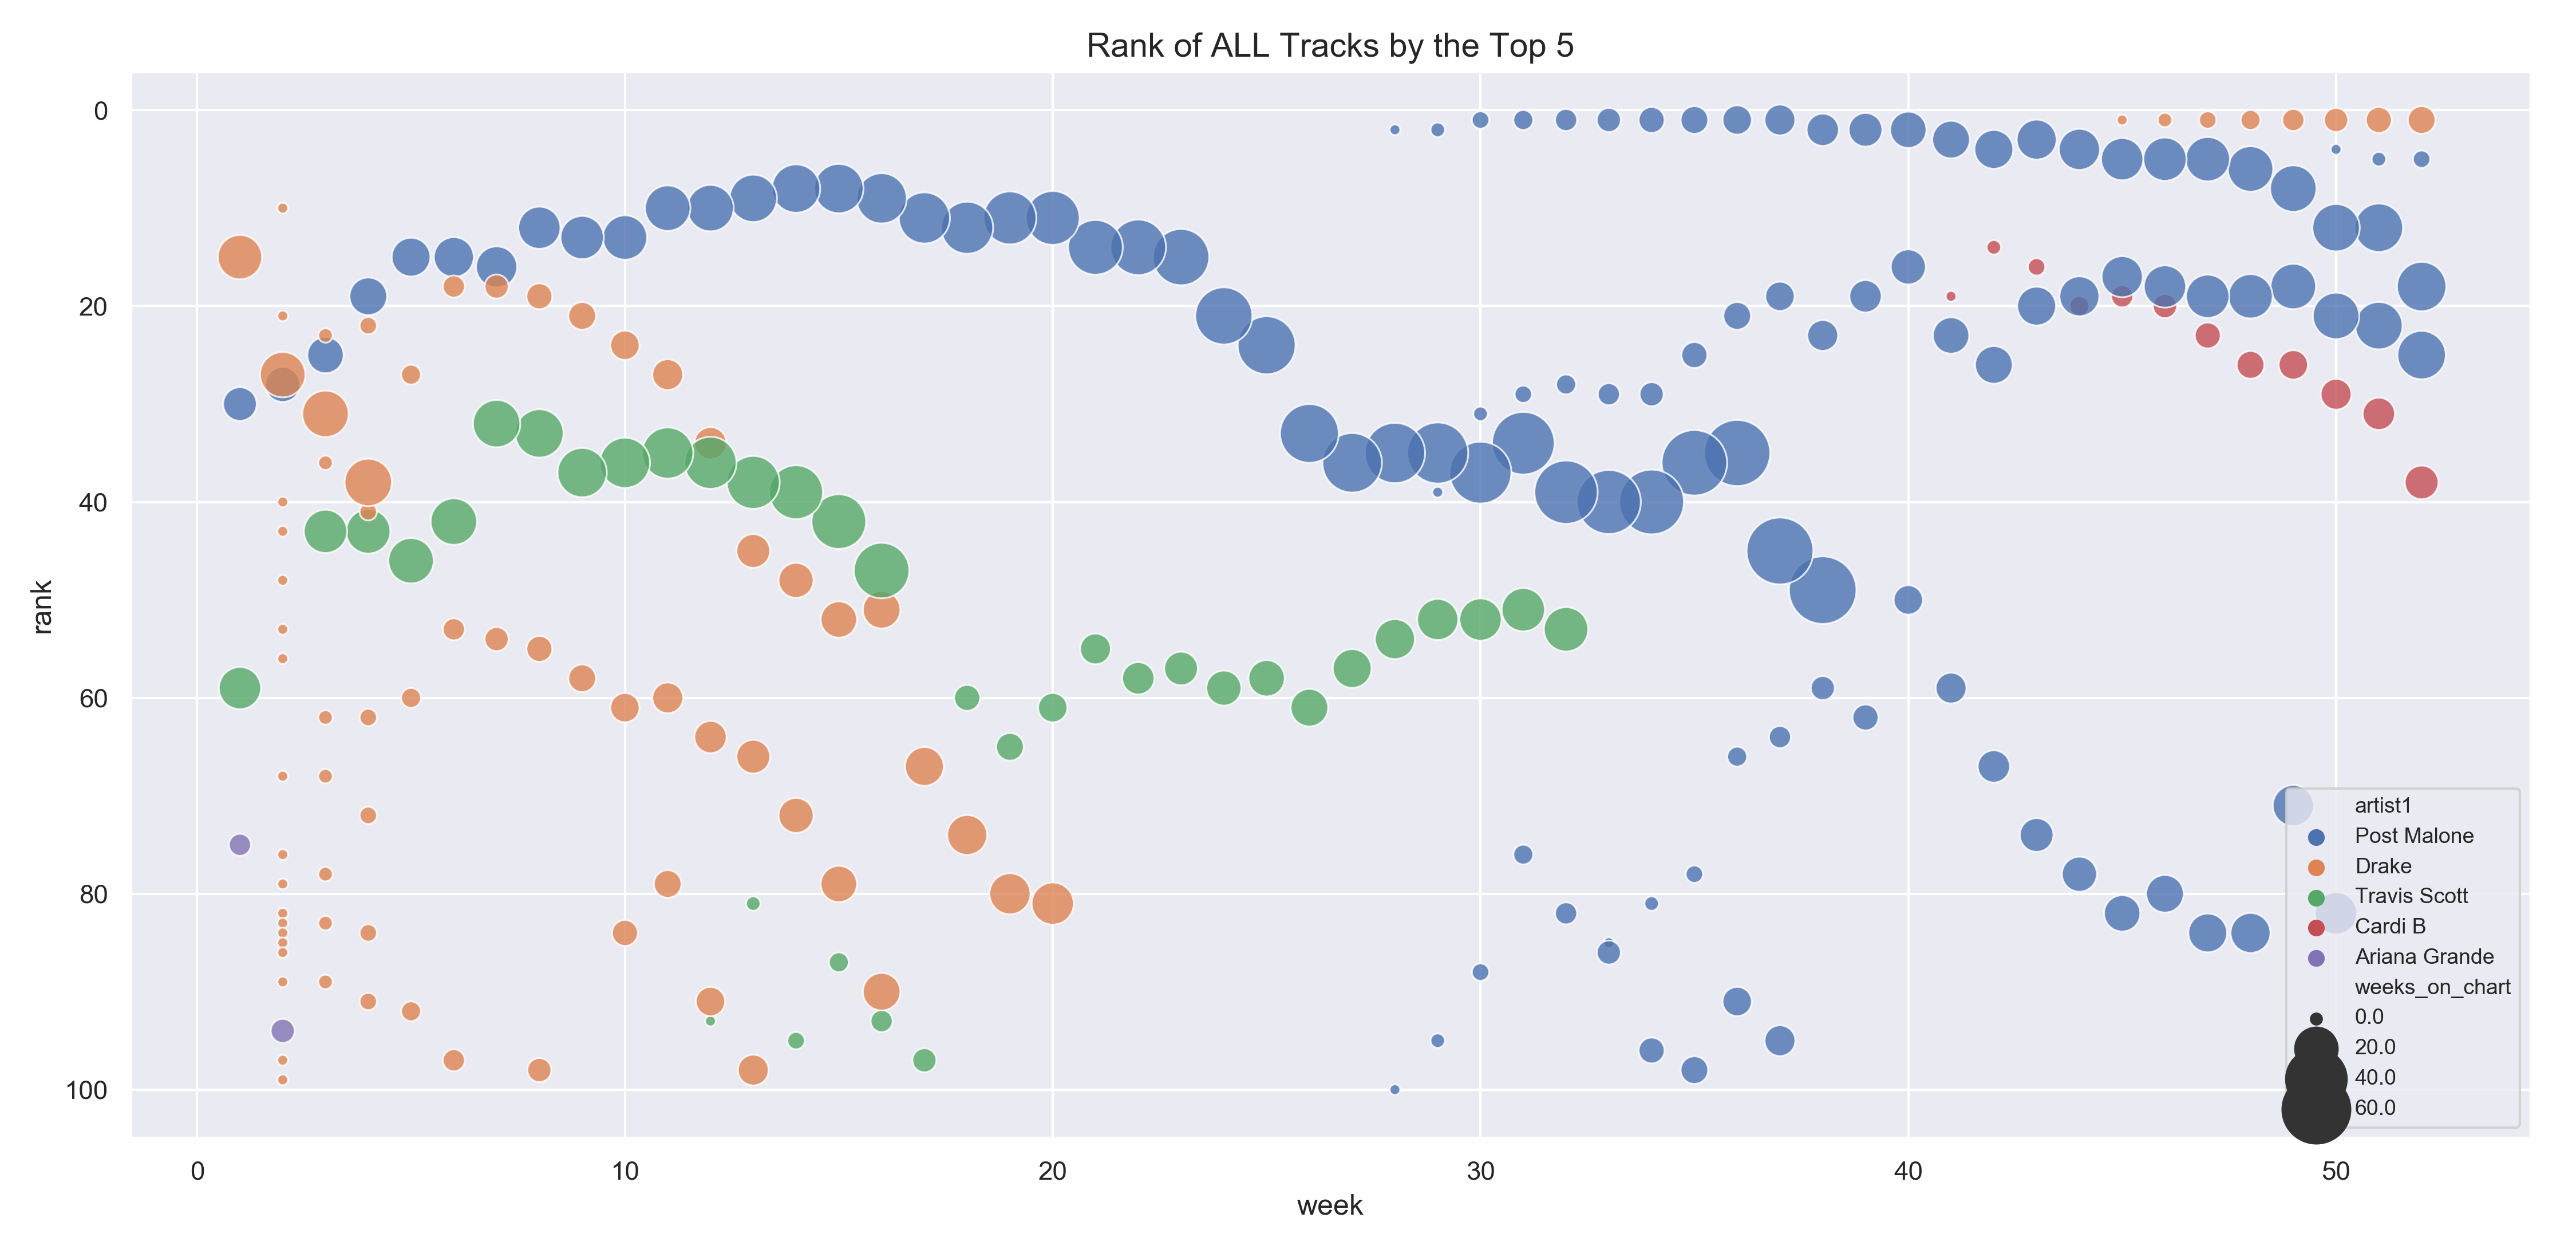 Rank of ALL Tracks by the Top 5
0
20
40
60
80
100
rank
artist1
Post Malone
Drake
Travis Scott
Cardi B
Ariana Grande
weeks_on_chart
0.0
20.0
40.0
60.0
0 10 20 30 40 50
week